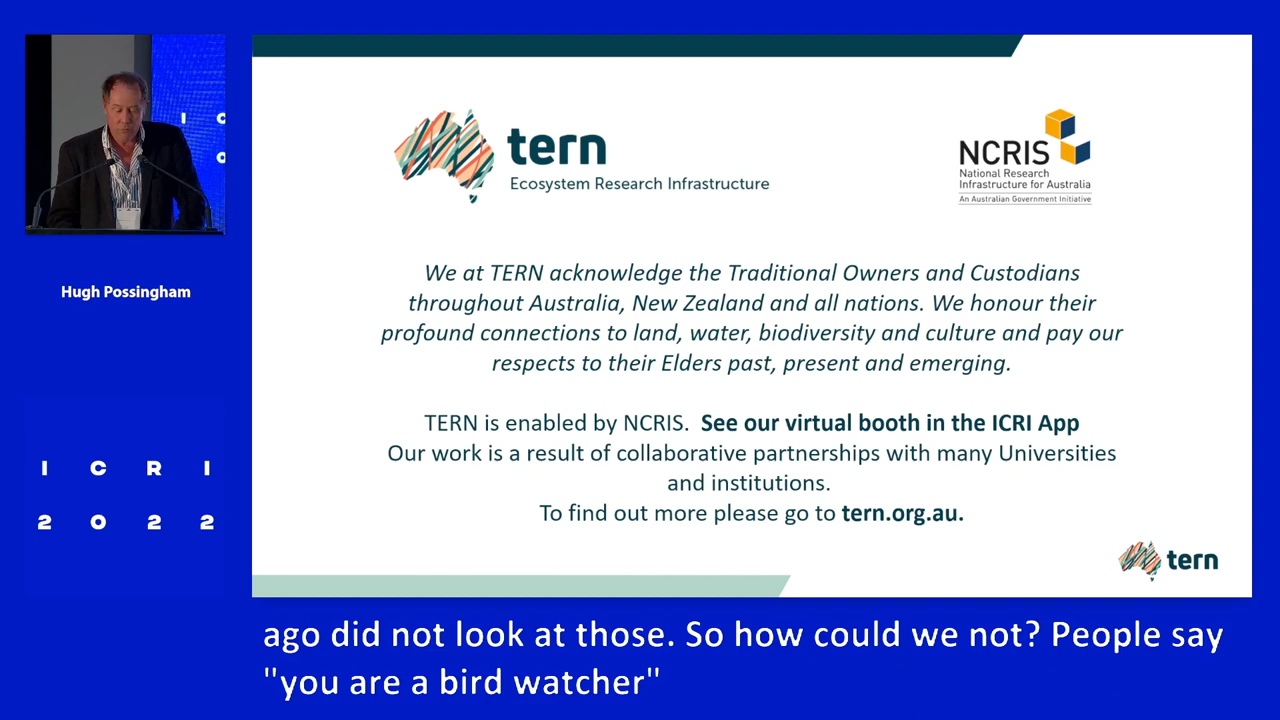 Hugh Possingham
I C R I
2 0 2 2
tern
Ecosystem Research Infrastructure
NCRIS
National Research
Infrastructure for Australia
An Australian Government Initiative
We at TERN acknowledge the Traditional Owners and Custodians
throughout Australia, New Zealand and all nations. We honour their
profound connections to land, water, biodiversity and culture and pay our
respects to their Elders past, present and emerging.
TERN is enabled by NCRIS. See our virtual booth in the ICRI App
Our work is a result of collaborative partnerships with many Universities
and institutions.
To find out more please go to tern.org.au.
tern
ago did not look at those. So how could we not? People say
"you are a bird watcher"